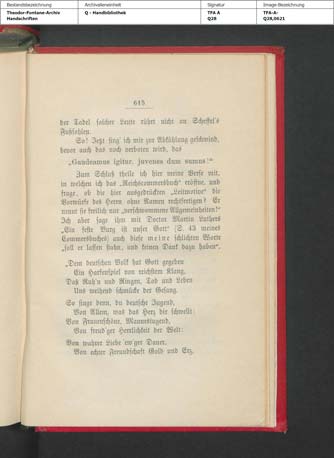 Bestandsbezeichnung
Archivalieneinheit
Signatur
Image-Bezeichnung
Theodor-Fontane-Archiv
Handschriften
Q - Handbibliothek
TFA A
Q28
TFA-A-
Q28,0621
615
der Tadel solcher Leute rührt nicht an Scheffel's
Fußsohlen.
So! Jetzt sing' ich mir zur Abkühlung geschwind,
bevor auch das noch verboten wird, das
„Gaudeamus igitur, juvenes dum sumus!“
Zum Schluß theile ich hier meine Verse mit,
in welchen ich das „Reichscommersbuch“ eröffne, und
frage, ob die hier ausgedrückten „Leitmotive“ die
Vorwürfe des Herrn ohne Namen rechtfertigen? Er
nennt sie freilich nur „verschwommene Allgemeinheiten!“
Ich aber sage ihm mit Doctor Martin Luthers
„Ein feste Burg ist unser Gott“ (S. 43 meines
Commersbuches) auch diese meine schlichten Worte
„soll er lassen stahn, und keinen Dank dazu haben“.
„Dem deutschen Volk hat Gott gegeben
Ein Harfenspiel von reichstem Klang,
Daß Ruh'n und Ringen, Tod und Leben
Uns weihend schmücke der Gesang.
So singe denn, du deutsche Jugend,
Von Allem, was das Herz dir schwellt:
Von Frauenschöne, Mannestugend,
Von freud'ger Herrlichkeit der Welt:
Von wahrer Liebe ew'ger Dauer,
Von echter Freundschaft Gold und Erz,